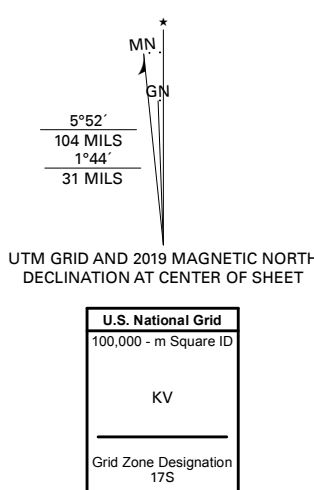 ★
MN
GN
5°52´
104 MILS
1°44´
31 MILS
UTM GRID AND 2019 MAGNETIC NORTH
DECLINATION AT CENTER OF SHEET
U.S. National Grid
100,000 - m Square ID
KV
Grid Zone Designation
17S